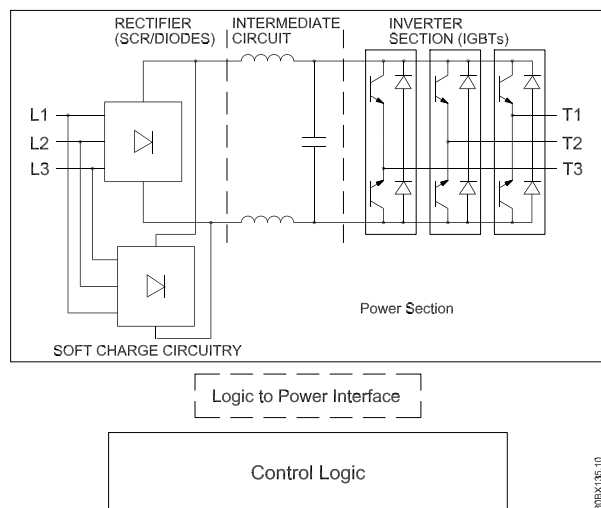 RECTIFIER
(SCR/DIODES)
INTERMEDIATE
CIRCUIT
INVERTER
SECTION (IGBTs)
L1
L2
L3
T1
T2
T3
Power Section
SOFT CHARGE CIRCUITRY
Logic to Power Interface
Control Logic